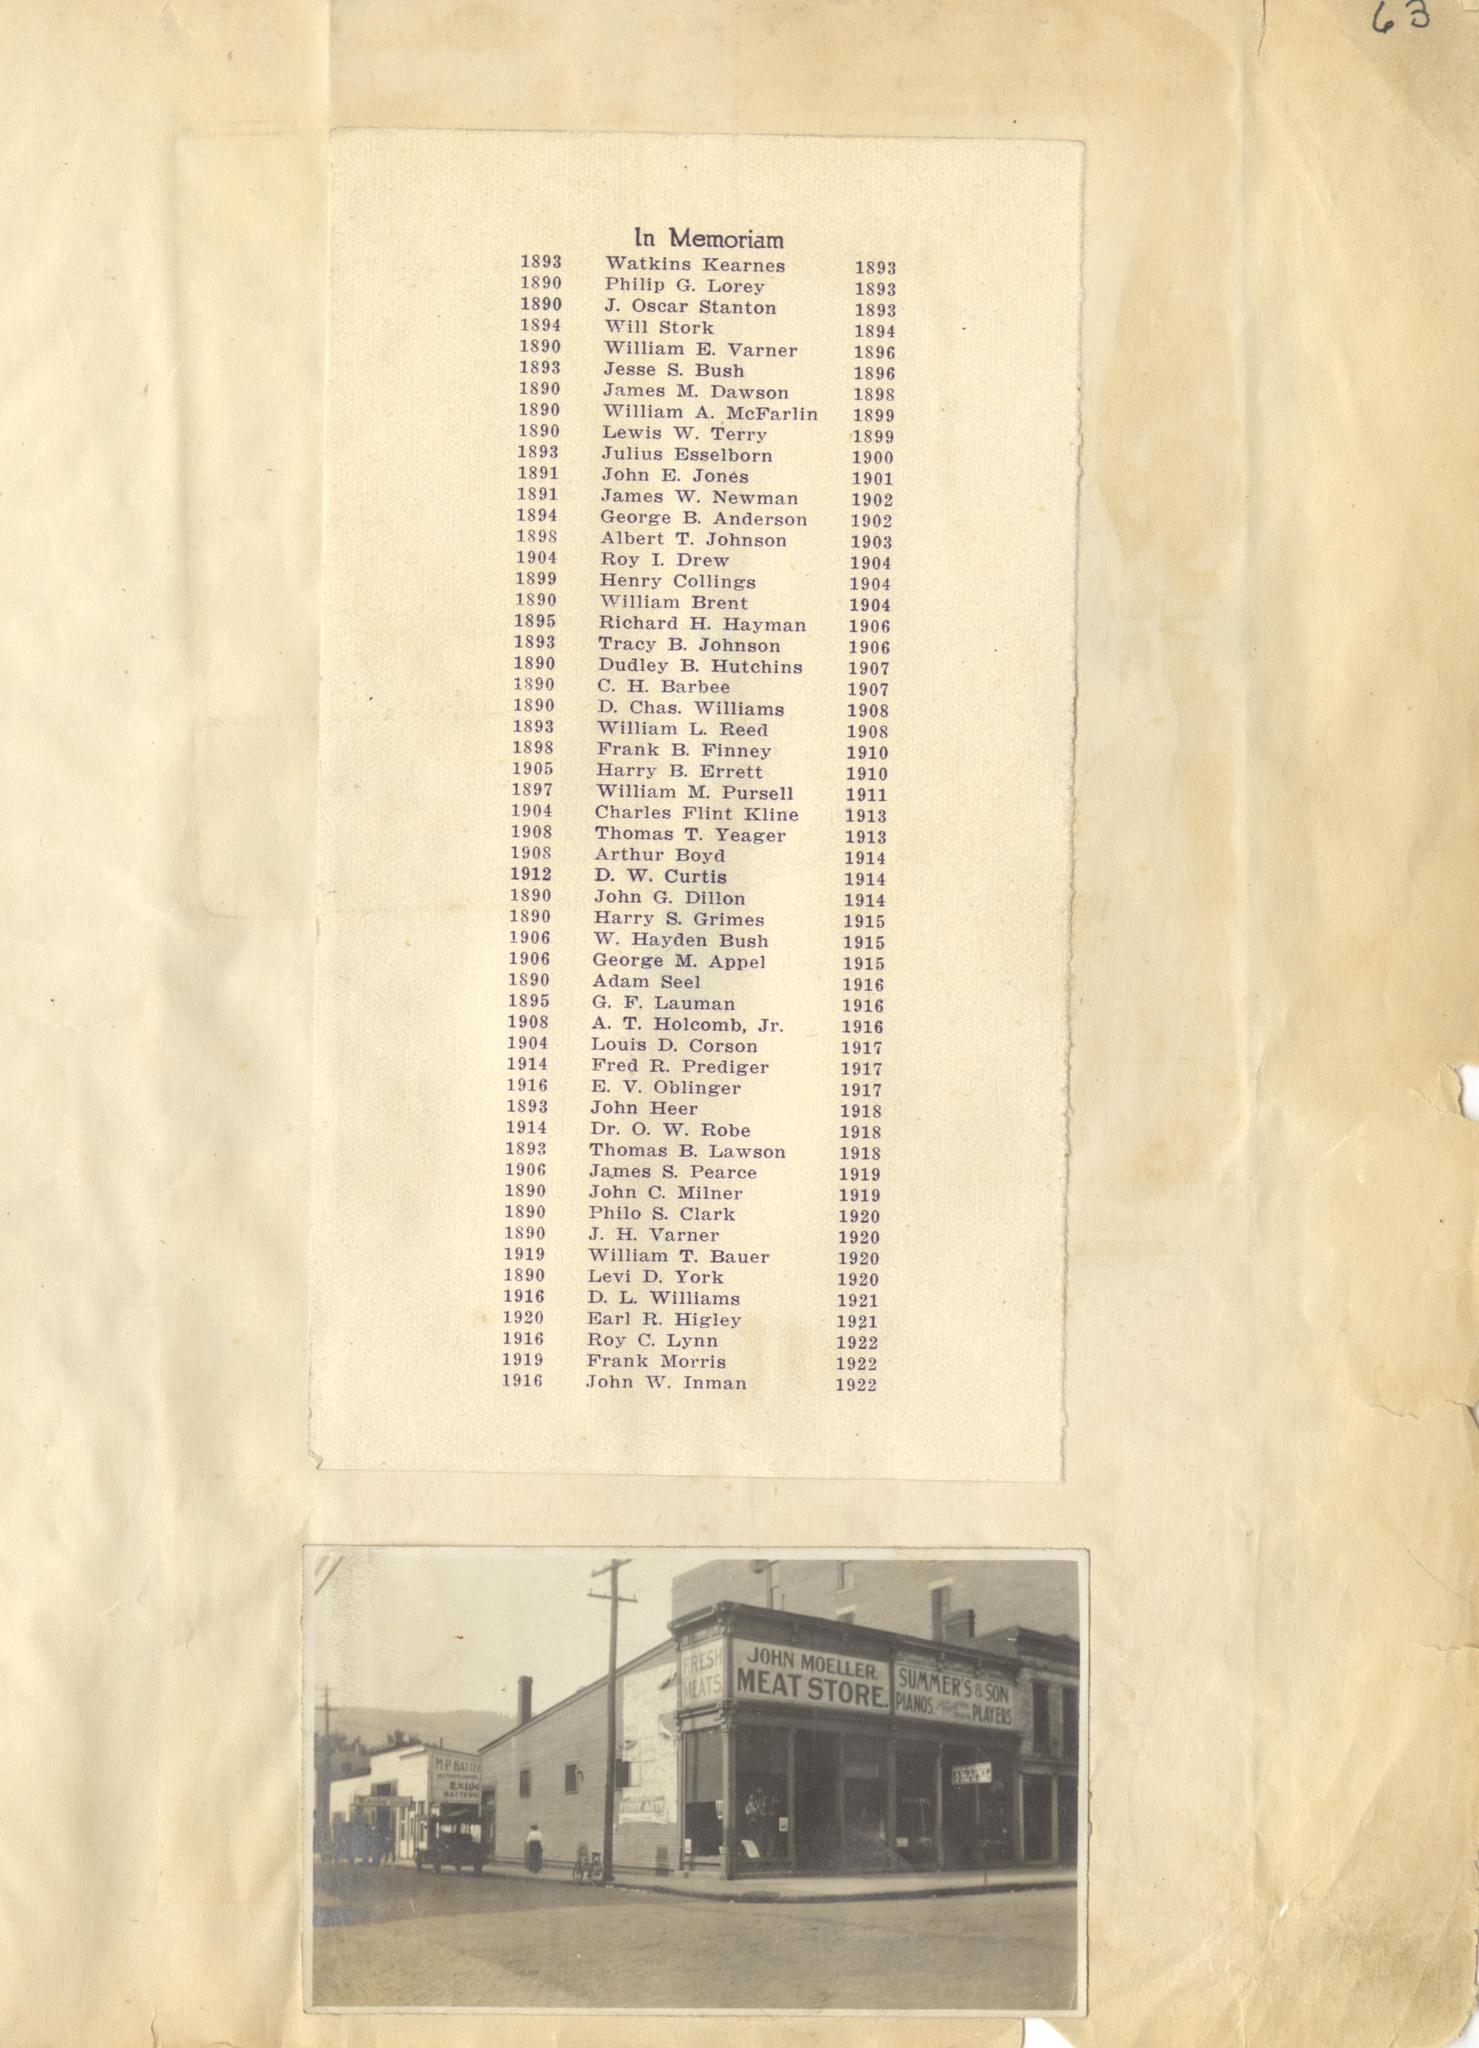 63
In Memoriam
1893 Watkins Kearnes 1893
1890 Philip G. Lorey 1893
1890 J. Oscar Stanton 1893
1894 Will Stork 1894
1890 William E. Varner 1896
1893 Jesse S. Bush 1896
1890 James M. Dawson 1898
1890 William A. McFarlin 1899
1890 Lewis W. Terry 1899
1893 Julius Esselborn 1900
1891 John E. Jones 1901
1891 James W. Newman 1902
1894 George B. Anderson 1902
1898 Albert T. Johnson 1903
1904 Roy I. Drew 1904
1899 Henry Collings 1904
1890 William Brent 1904
1895 Richard H. Hayman 1906
1893 Tracy B. Johnson 1906
1890 Dudley B. Hutchins 1907
1890 C. H. Barbee 1907
1890 D. Chas. Williams 1908
1893 William L. Reed 1908
1898 Frank B. Finney 1910
1905 Harry B. Errett 1910
1897 William M. Pursell 1911
1904 Charles Flint Kline 1913
1908 Thomas T. Yeager 1913
1908 Arthur Boyd 1914
1912 D. W. Curtis 1914
1890 John G. Dillon 1914
1890 Harry S. Grimes 1915
1906 W. Hayden Bush 1915
1906 George M. Appel 1915
1890 Adam Seel 1916
1895 G. F. Lauman 1916
1908 A. T. Holcomb, Jr. 1916
1904 Louis D. Corson 1917
1914 Fred R. Prediger 1917
1916 E. V. Oblinger 1917
1893 John Heer 1918
1914 Dr. O. W. Robe 1918
1893 Thomas B. Lawson 1918
1906 James S. Pearce 1919
1890 John C. Milner 1919
1890 Philo S. Clark 1920
1890 J. H. Varner 1920
1919 William T. Bauer 1920
1890 Levi D. York 1920
1916 D. L. Williams 1921
1920 Earl R. Higley 1921
1916 Roy C. Lynn 1922
1919 Frank Morris 1922
1916 John W. Inman 1922
FRESH
MEATS
JOHN MOELLER.
MEAT STORE.
SUMMER'S & SON
PIANOS. PLAYERS
M-P BATTER
EXIDE
BATTERIE